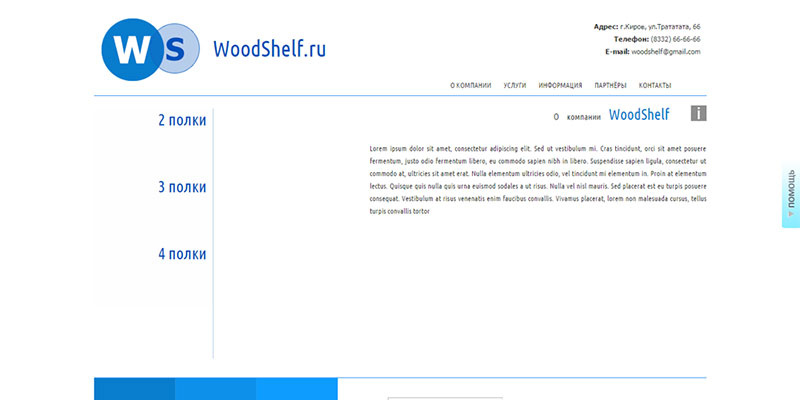 WS WoodShelf.ru
Адрес: г.Киров, ул.Трататата, 66
Телефон: (8332) 66-66-66
E-mail: woodshelf@gmail.com
О КОМПАНИИ УСЛУГИ ИНФОРМАЦИЯ ПАРТНЁРЫ КОНТАКТЫ
2 полки
3 полки
4 полки
О компании WoodShelf i
Lorem ipsum dolor sit amet, consectetur adipiscing elit. Sed ut vestibulum mi. Cras tincidunt, orci sit amet posuere
fermentum, justo odio fermentum libero, eu commodo sapien nibh in libero. Suspendisse sapien ligula, consectetur ut
commodo at, ultricies sit amet erat. Nulla elementum ultricies odio, vel tincidunt mi elementum in. Proin at elementum
lectus. Quisque quis nulla quis urna euismod sodales a ut risus. Nulla vel nisl mauris. Sed placerat est eu turpis posuere
consequat. Vestibulum at risus venenatis enim faucibus convallis. Vivamus placerat, lorem non malesuada cursus, tellus
turpis convallis tortor
ПОМОЩЬ